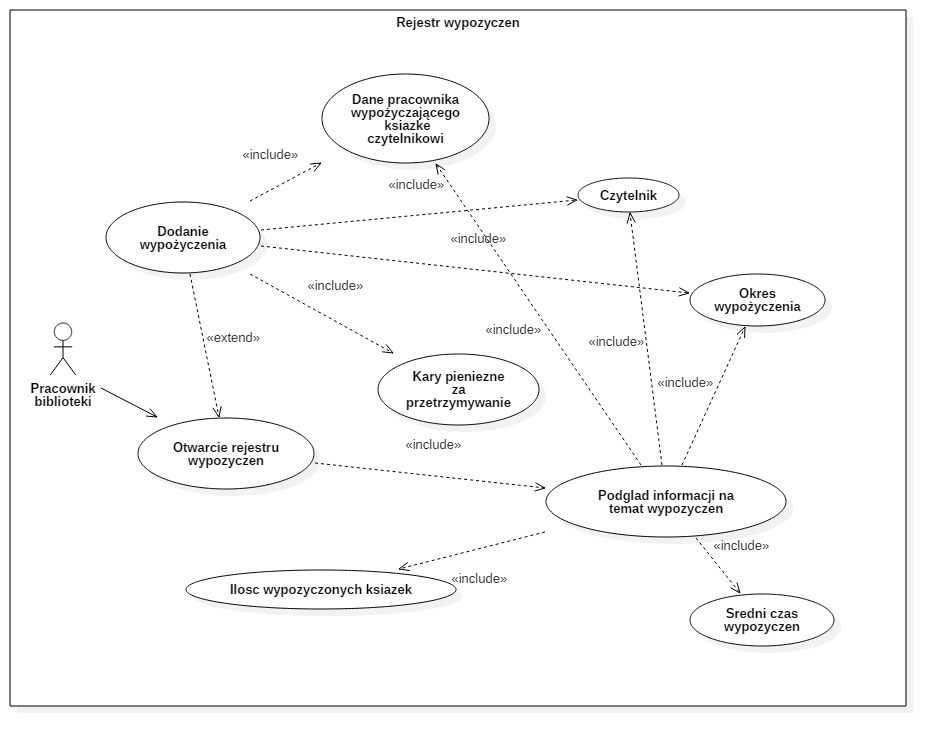 Rejestr wypozyczen
Dane pracownika
wypożyczającego
ksiazke
czytelnikowi
«include»
«include»
Czytelnik
Dodanie
wypożyczenia
«include»
«include»
Okres
wypożyczenia
«include»
«extend»
«include»
Pracownik
biblioteki
Kary pieniezne
za
przetrzymywanie
«include»
Otwarcie rejestru
wypozyczen
«include»
Podglad informacji na
temat wypozyczen
«include»
Ilosc wypozyczonych ksiazek
«include»
Sredni czas
wypozyczen